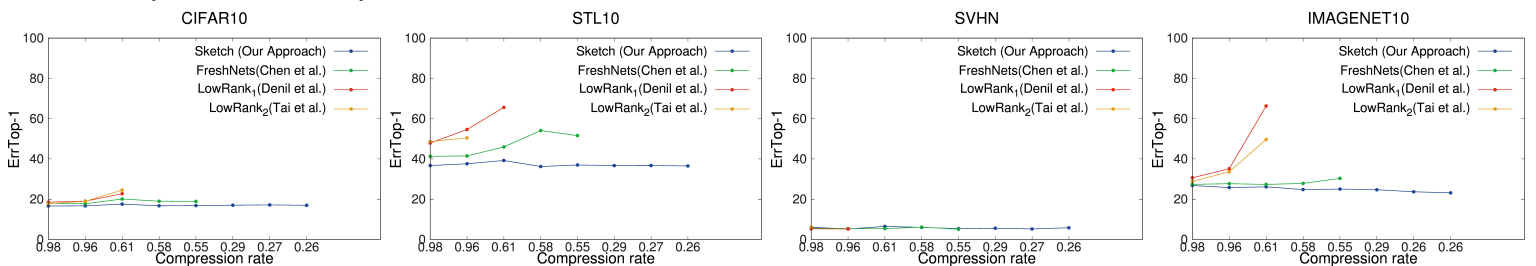 CIFAR10
100
80
60
40
20
0
ErrTop-1
Sketch (Our Approach)
FreshNets(Chen et al.)
LowRank1(Denil et al.)
LowRank2(Tai et al.)
0.98 0.96 0.61 0.58 0.55 0.29 0.27 0.26
Compression rate
STL10
100
80
60
40
20
0
ErrTop-1
Sketch (Our Approach)
FreshNets(Chen et al.)
LowRank1(Denil et al.)
LowRank2(Tai et al.)
0.98 0.96 0.61 0.58 0.55 0.29 0.27 0.26
Compression rate
SVHN
100
80
60
40
20
0
ErrTop-1
Sketch (Our Approach)
FreshNets(Chen et al.)
LowRank1(Denil et al.)
LowRank2(Tai et al.)
0.98 0.96 0.61 0.58 0.55 0.29 0.27 0.26
Compression rate
IMAGENET10
100
80
60
40
20
0
ErrTop-1
Sketch (Our Approach)
FreshNets(Chen et al.)
LowRank1(Denil et al.)
LowRank2(Tai et al.)
0.98 0.96 0.61 0.58 0.55 0.29 0.26 0.26
Compression rate